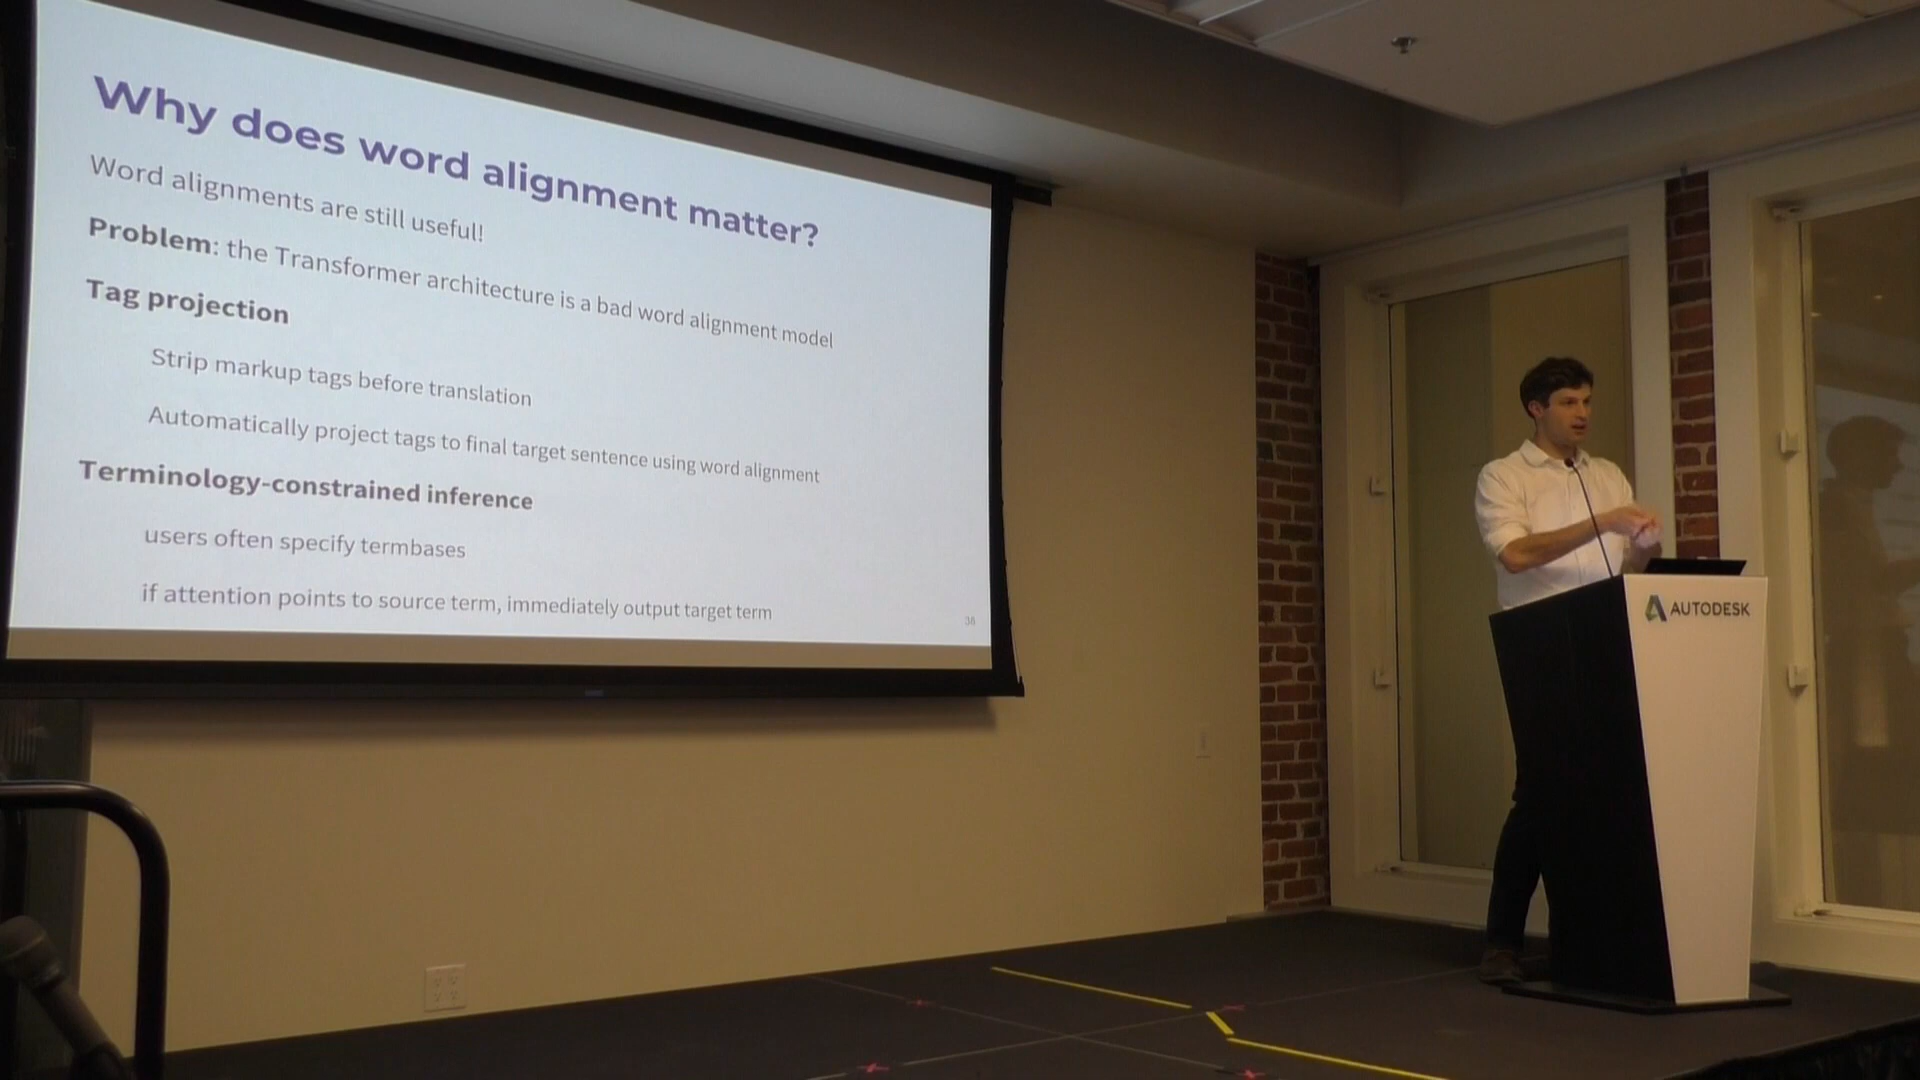 Why does word alignment matter?
Word alignments are still useful!
Problem: the Transformer architecture is a bad word alignment model
Tag projection
Strip markup tags before translation
Automatically project tags to final target sentence using word alignment
Terminology-constrained inference
users often specify termbases
if attention points to source term, immediately output target term
AUTODESK